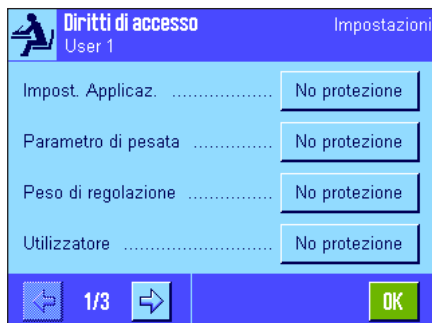 Diritti di accesso Impostazioni
User 1
Impost. Applicaz. .................... No protezione
Parametro di pesata ................ No protezione
Peso di regolazione ................. No protezione
Utilizzatore ............................. No protezione
1/3 OK